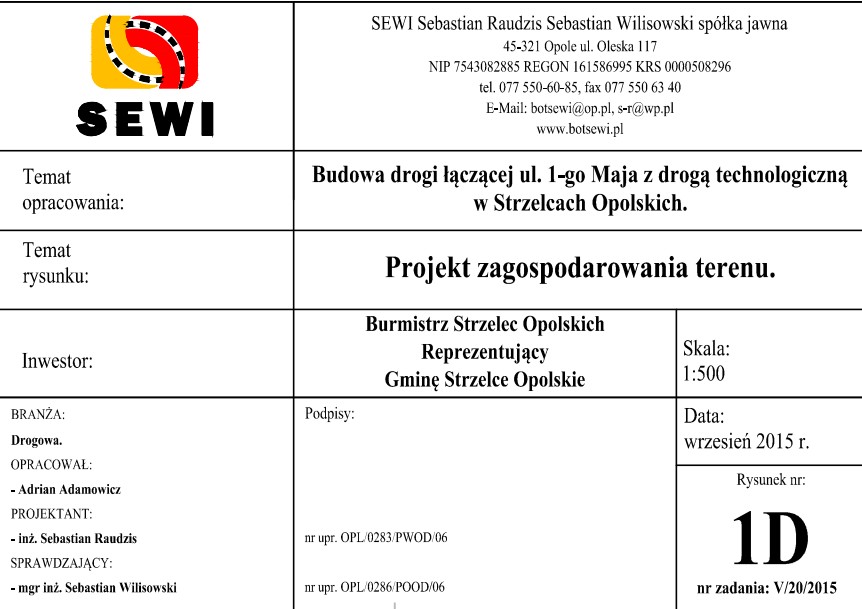 SEWI
SEWI Sebastian Raudzis Sebastian Wilisowski spółka jawna
45-321 Opole ul. Oleska 117
NIP 7543082885 REGON 161586995 KRS 0000508296
tel. 077 550-60-85, fax 077 550 63 40
E-Mail: botsewi@op.pl, s-r@wp.pl
www.botsewi.pl
Temat
opracowania:
Budowa drogi łączącej ul. 1-go Maja z drogą technologiczną
w Strzelcach Opolskich.
Temat
rysunku:
Projekt zagospodarowania terenu.
Inwestor:
Burmistrz Strzelec Opolskich
Reprezentujący
Gminę Strzelce Opolskie
Skala:
1:500
BRANŻA:
Drogowa.
OPRACOWAŁ:
- Adrian Adamowicz
PROJEKTANT:
- inż. Sebastian Raudzis
SPRAWDZAJĄCY:
- mgr inż. Sebastian Wilisowski
Podpisy:
nr upr. OPL/0283/PWOD/06
nr upr. OPL/0286/POOD/06
Data:
wrzesień 2015 r.
Rysunek nr:
1D
nr zadania: V/20/2015